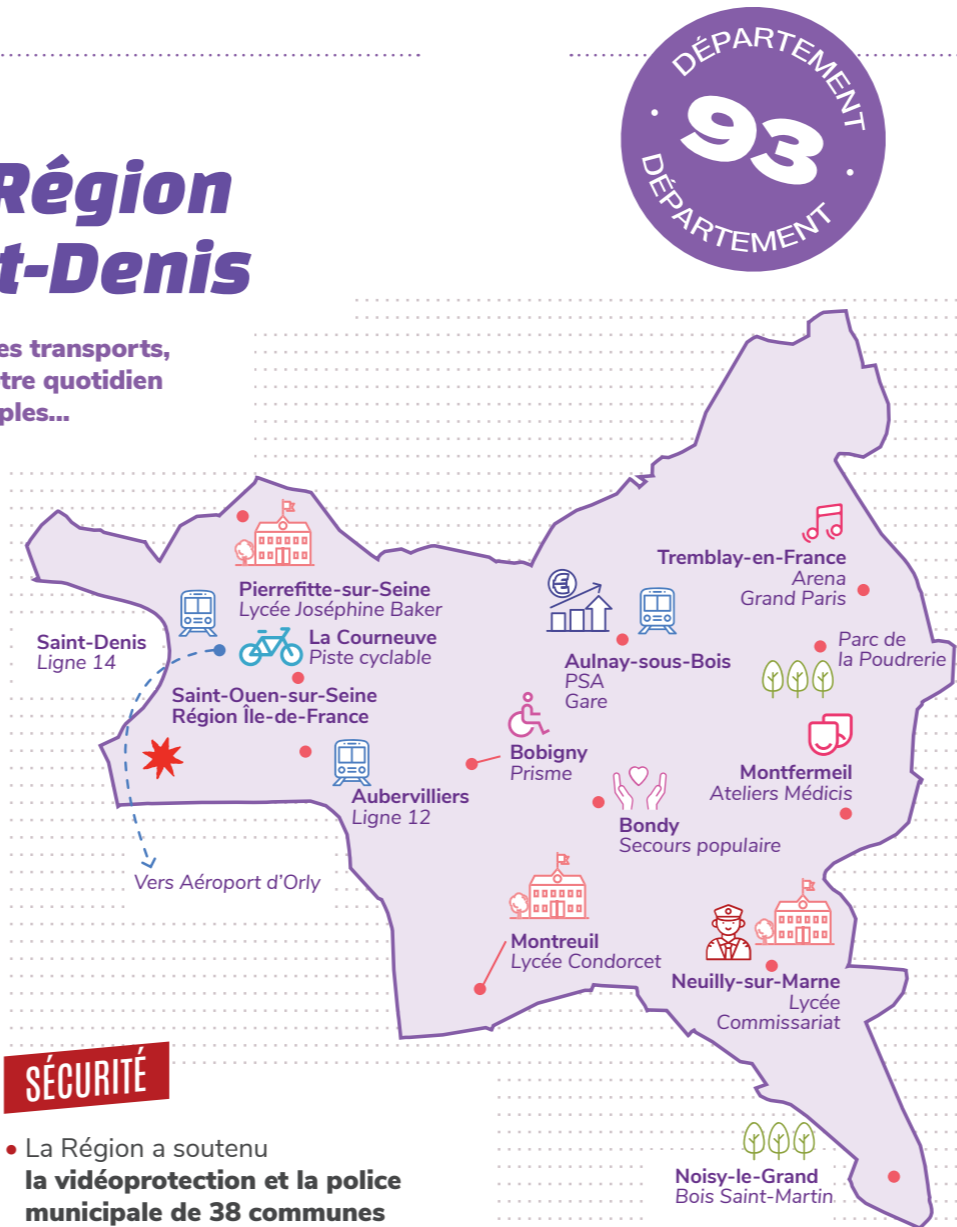 DÉPARTEMENT
93
DÉPARTEMENT
Région
t-Denis
es transports,
tre quotidien
ples...
Tremblay-en-France
Arena
Grand Paris
Pierrefitte-sur-Seine
Lycée Joséphine Baker
Saint-Denis
Ligne 14
La Courneuve
Piste cyclable
Parc de
la Poudrerie
Aulnay-sous-Bois
PSA
Gare
Saint-Ouen-sur-Seine
Région Île-de-France
Bobigny
Prisme
Montfermeil
Ateliers Médicis
Aubervilliers
Ligne 12
Bondy
Secours populaire
Vers Aéroport d'Orly
Montreuil
Lycée Condorcet
Neuilly-sur-Marne
Lycée
Commissariat
SÉCURITÉ
• La Région a soutenu
la vidéoprotection et la police
municipale de 38 communes
Noisy-le-Grand
Bois Saint-Martin